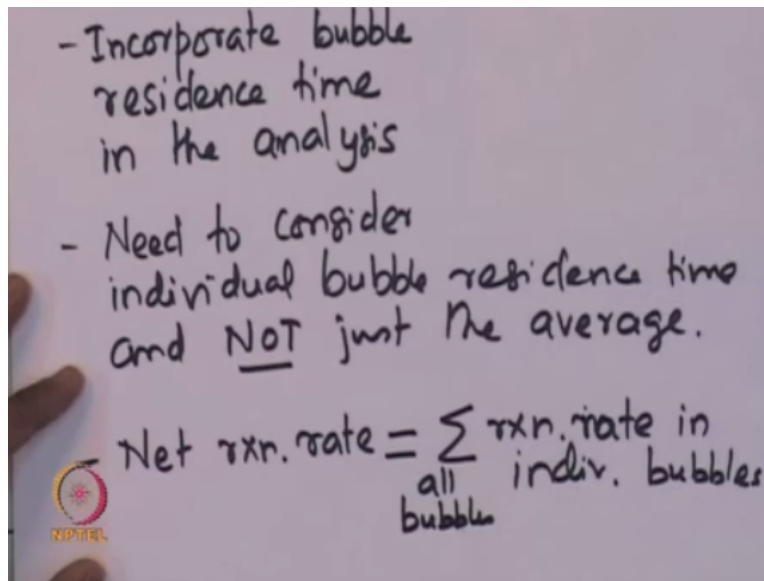 - Incorporate bubble
residence time
in the analysis
- Need to consider
individual bubble residence time
and NOT just the average.
- Net rxn. rate = Σ rxn. rate in
all indiv. bubbles
bubbles
NPTEL